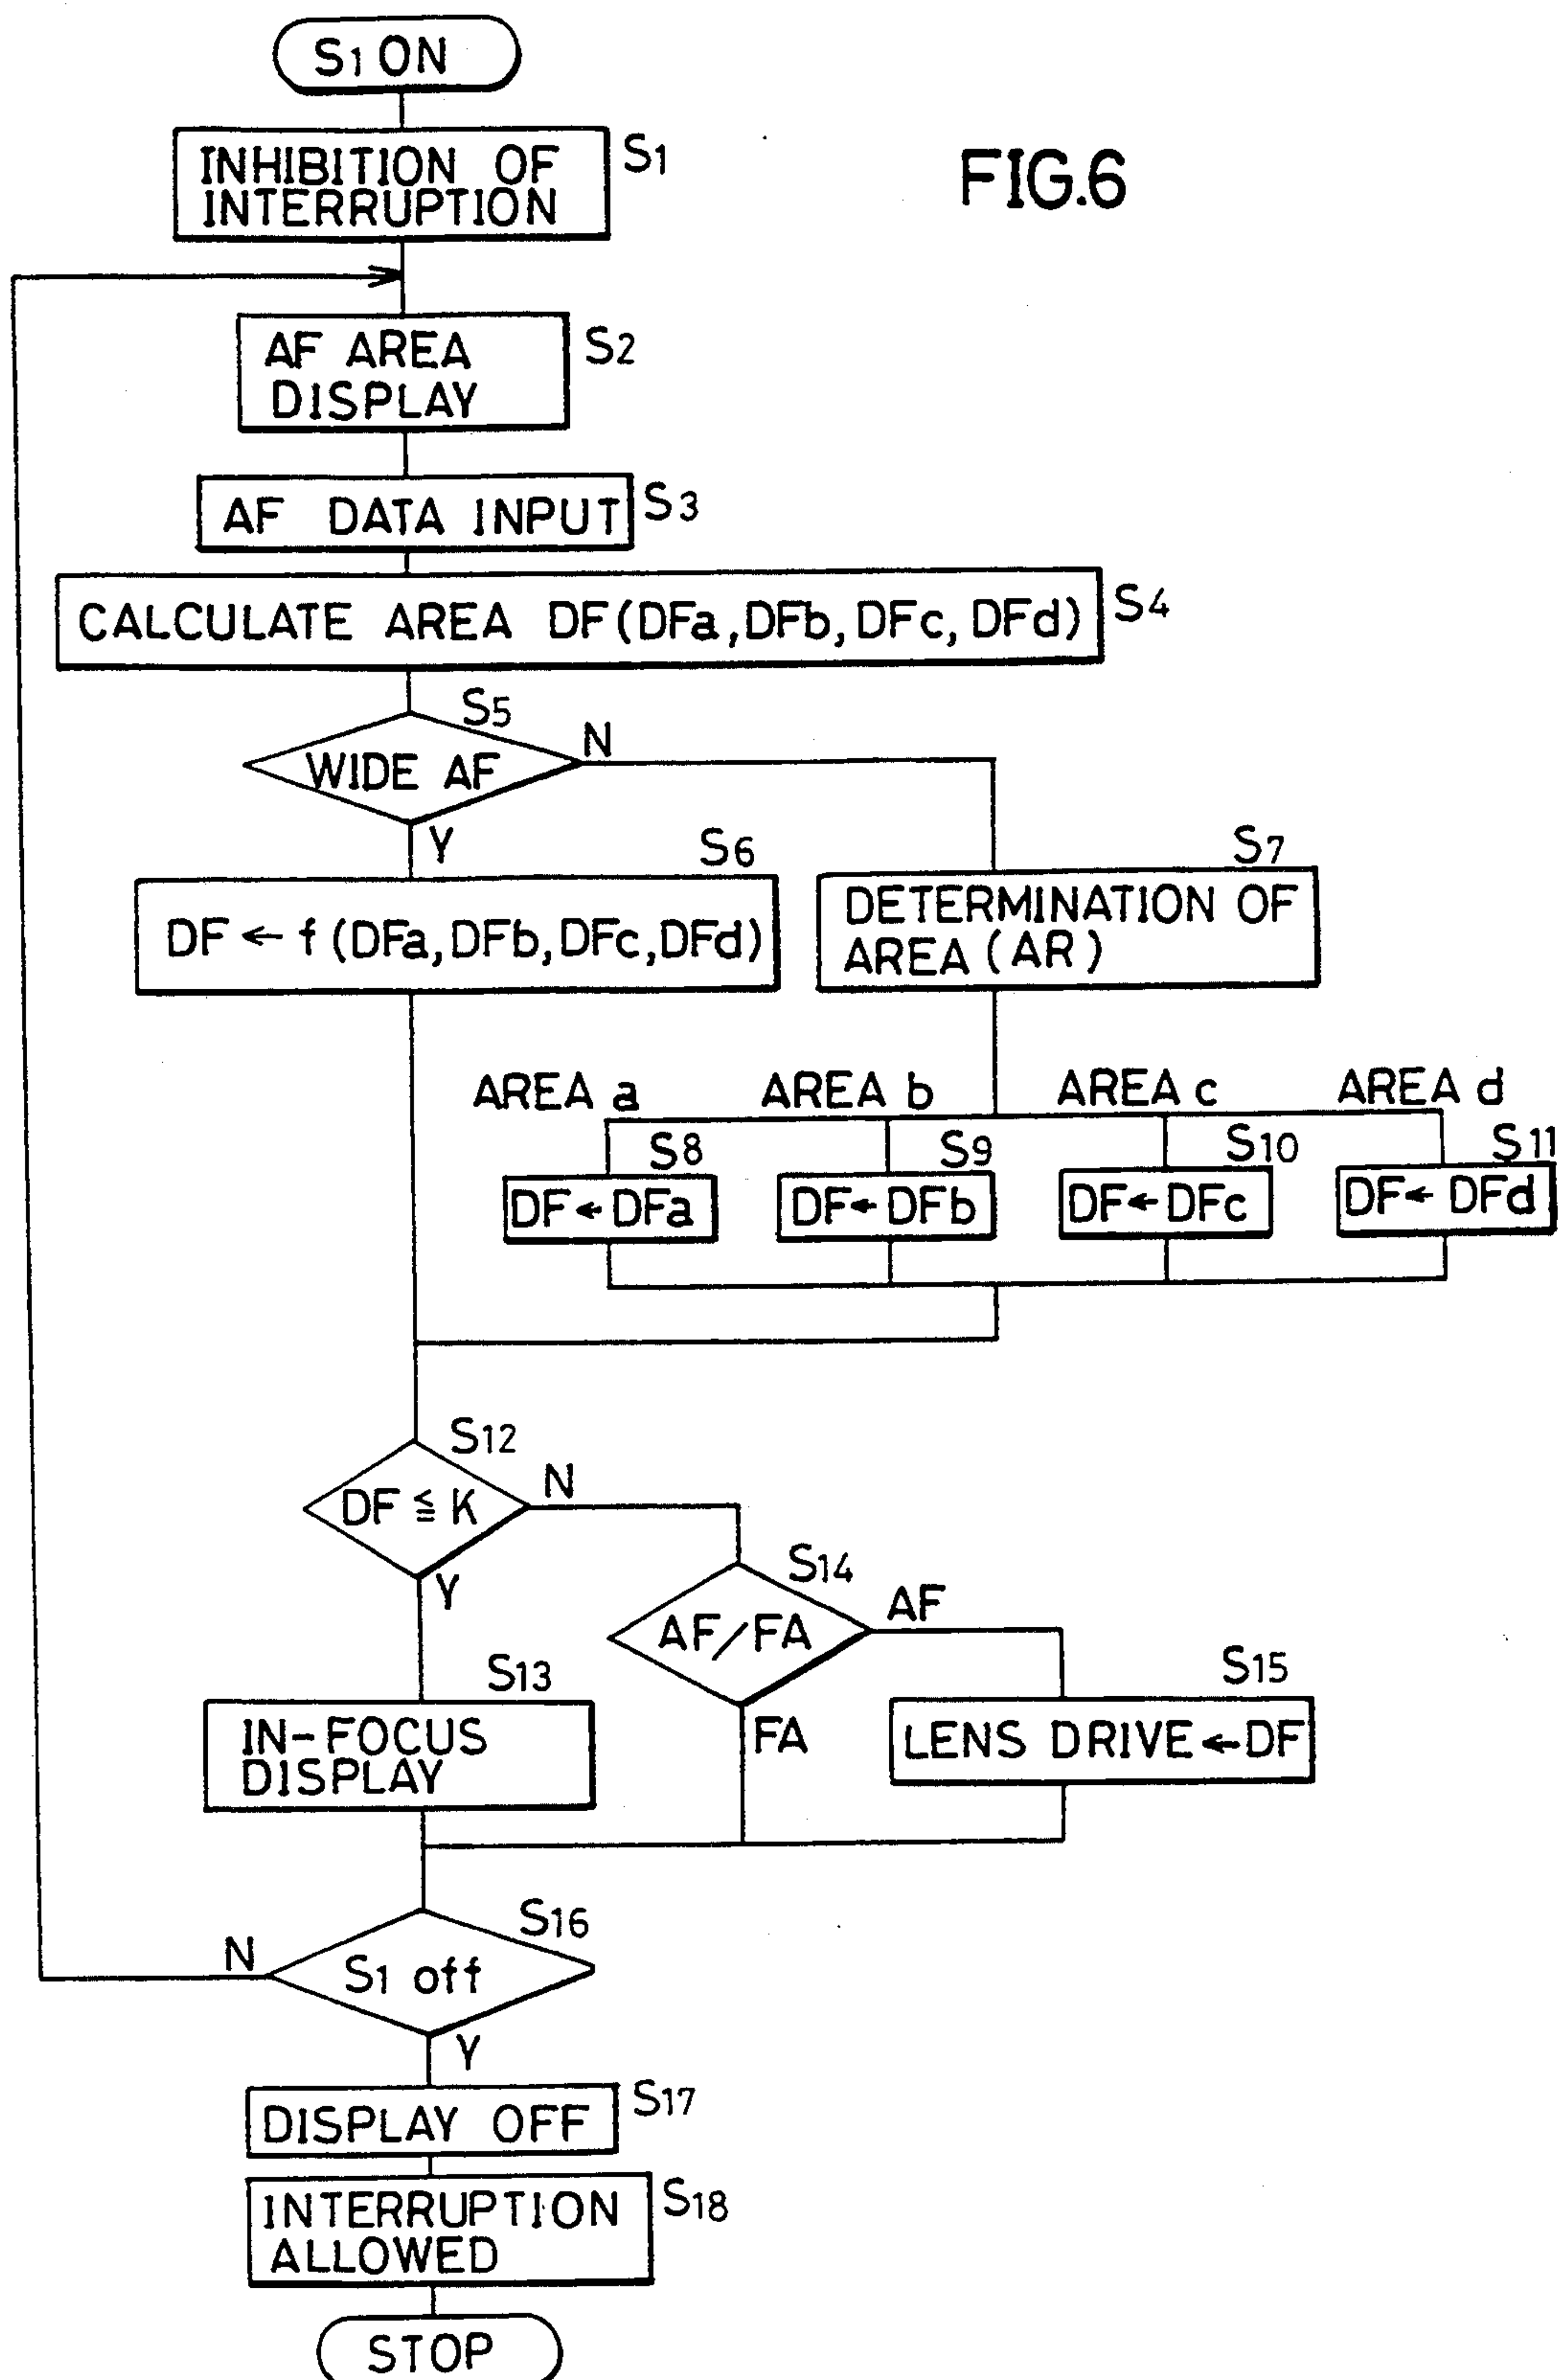 S1 ON
INHIBITION OF
INTERRUPTION
S1
FIG.6
AF AREA
DISPLAY
S2
AF DATA INPUT
S3
CALCULATE AREA DF(DFa,DFb,DFc,DFd)
S4
S5
WIDE AF
N
Y
S6
DF ← f(DFa,DFb,DFc,DFd)
S7
DETERMINATION OF
AREA(AR)
AREA a
AREA b
AREA c
AREA d
S8
S9
S10
S11
DF ← DFa
DF ← DFb
DF ← DFc
DF ← DFd
S12
DF ≦ K
N
Y
S14
AF/FA
AF
FA
S13
IN-FOCUS
DISPLAY
S15
LENS DRIVE ← DF
S16
S1 off
N
Y
DISPLAY OFF
S17
INTERRUPTION
ALLOWED
S18
STOP